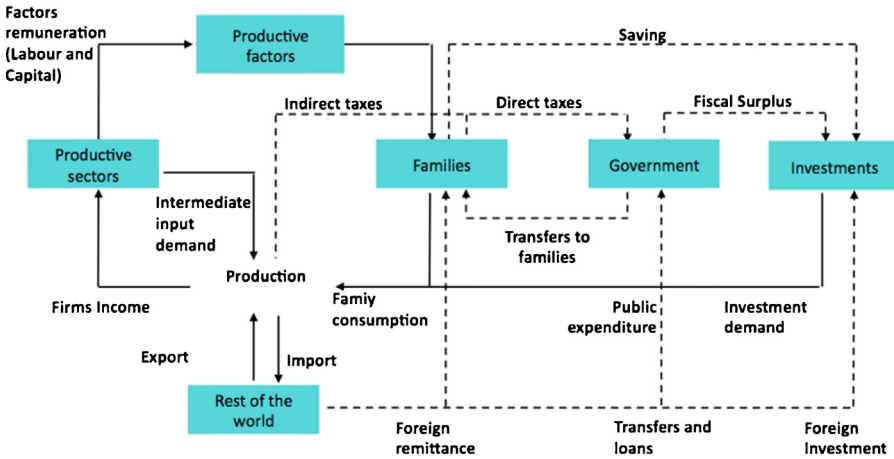 Factors
remuneration
(Labour and
Capital)
Productive
factors
Saving
Indirect taxes
Direct taxes
Fiscal Surplus
Productive
sectors
Families
Government
Investments
Intermediate
input
demand
Transfers to
families
Production
Firms Income
Famiy
consumption
Public
expenditure
Investment
demand
Export
Import
Rest of the
world
Foreign
remittance
Transfers and
loans
Foreign
Investment